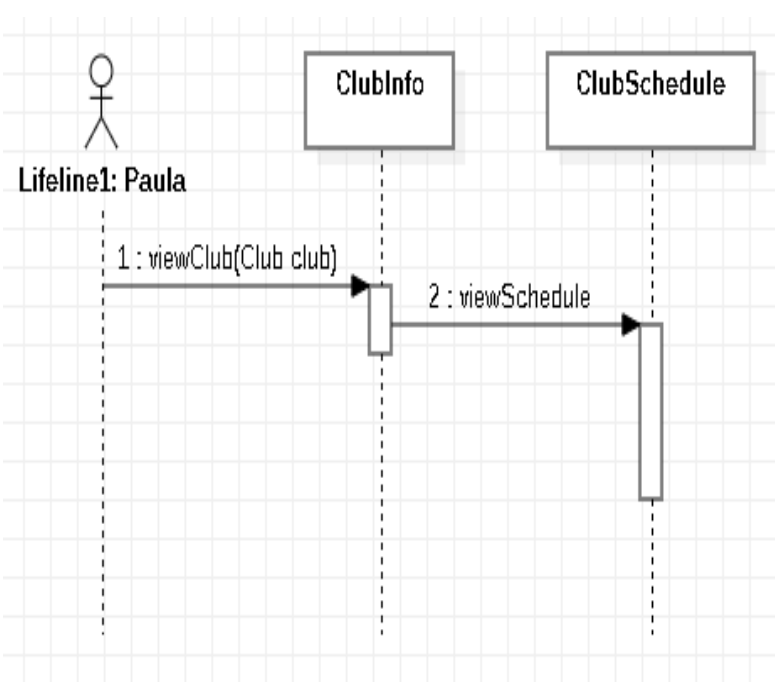 ClubInfo
ClubSchedule
Lifeline1: Paula
1 : viewClub(Club club)
2 : viewSchedule